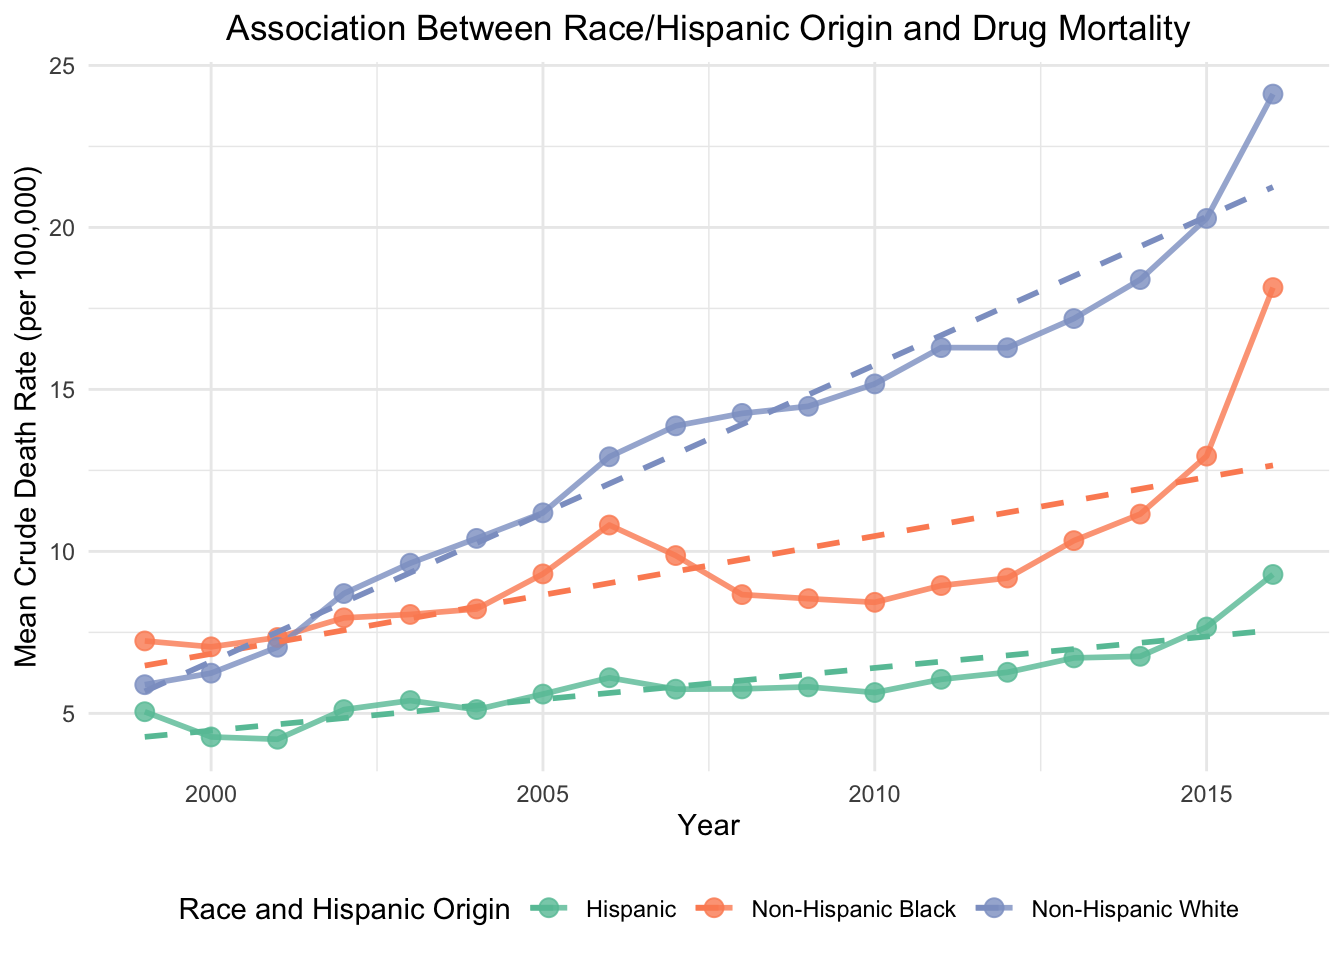 Association Between Race/Hispanic Origin and Drug Mortality
Mean Crude Death Rate (per 100,000)
25
20
15
10
5
2000 2005 2010 2015
Year
Race and Hispanic Origin Hispanic Non-Hispanic Black Non-Hispanic White